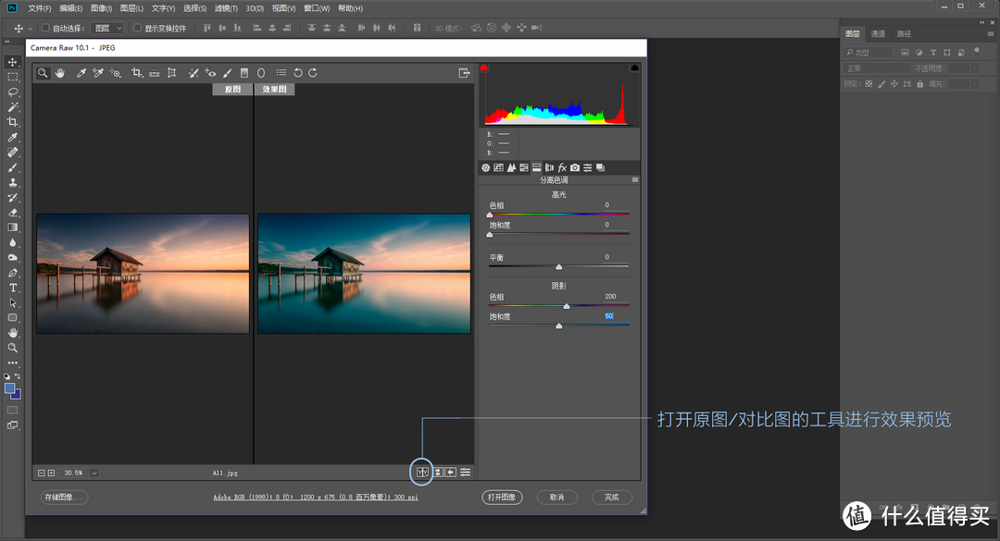 Ps 文件(F) 编辑(E) 图像(I) 图层(L) 文字(Y) 选择(S) 滤镜(T) 3D(D) 视图(V) 窗口(W) 帮助(H)
自动选择: 图层 显示变换控件 3D 模式:
Camera Raw 10.1 - JPEG
原图 效果图
R:
G:
B:
分离色调
高光
色相 0
饱和度 0
平衡 0
阴影
色相 200
饱和度 50
图层 通道 路径
类型
正常 不透明度:
锁定: 填充:
打开原图/对比图的工具进行效果预览
30.5% A11.jpg
存储图像...
Adobe RGB (1998); 8 位; 1200 x 675 (0.8 百万像素); 300 ppi
打开图像 取消 完成
值 什么值得买